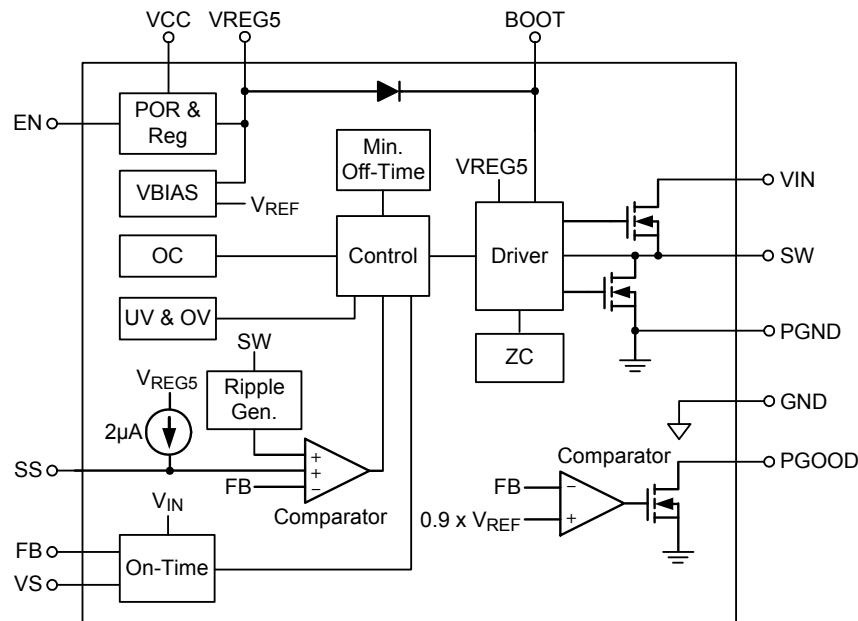 VCC
VREG5
BOOT
EN
POR &
Reg
Min.
Off-Time
VREG5
VIN
VBIAS
VREF
OC
Control
Driver
SW
UV & OV
SW
ZC
PGND
VREG5
Ripple
Gen.
GND
2µA
SS
+
+
−
FB
Comparator
Comparator
PGOOD
FB
−
0.9 x VREF
+
VIN
FB
VS
On-Time